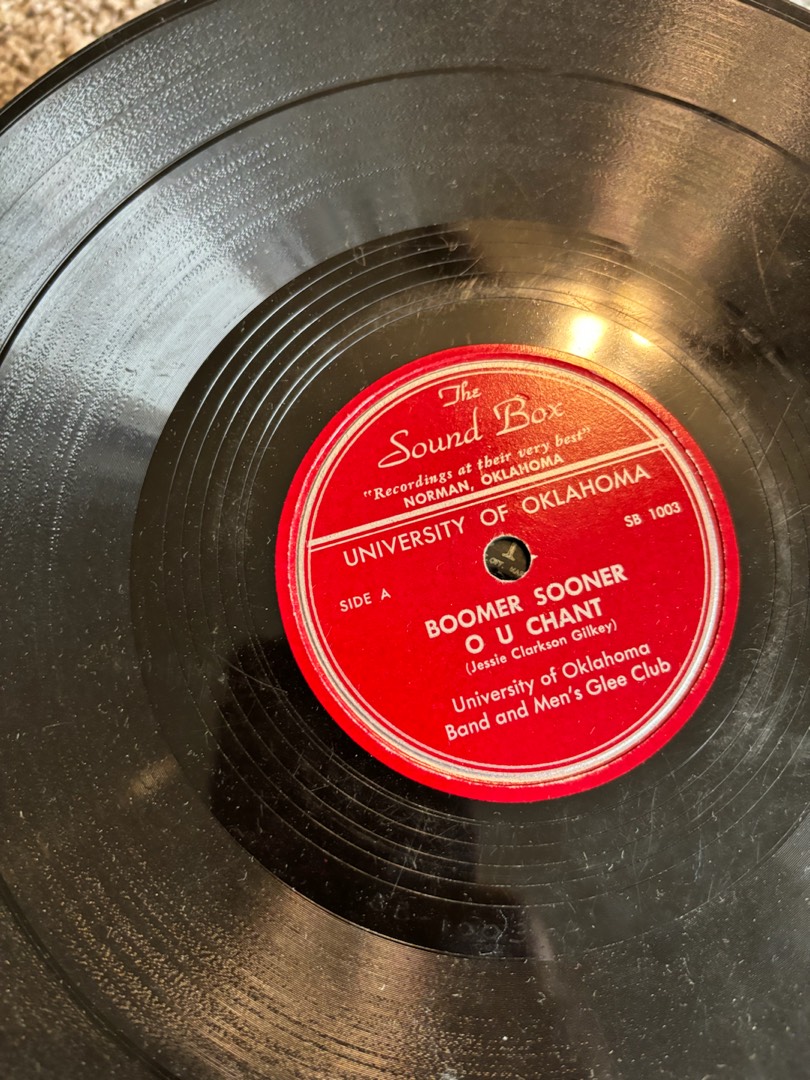 The
Sound Box
"Recordings at their very best"
NORMAN, OKLAHOMA
UNIVERSITY OF OKLAHOMA
SB 1003
SIDE A
BOOMER SOONER
O U CHANT
(Jessie Clarkson Gilkey)
University of Oklahoma
Band and Men's Glee Club